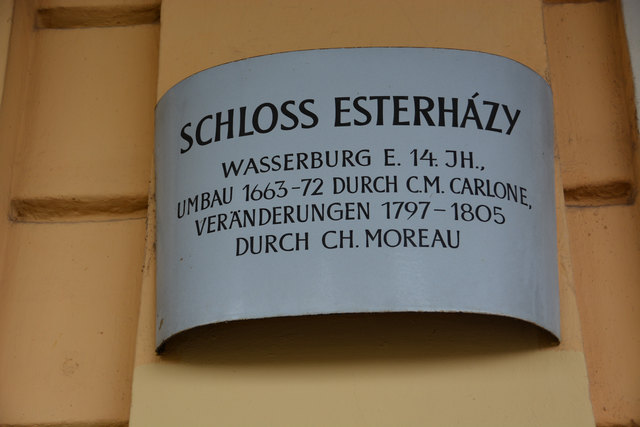 SCHLOSS ESTERHÁZY
WASSERBURG E. 14. JH.,
UMBAU 1663-72 DURCH C.M. CARLONE,
VERÄNDERUNGEN 1797-1805
DURCH CH. MOREAU